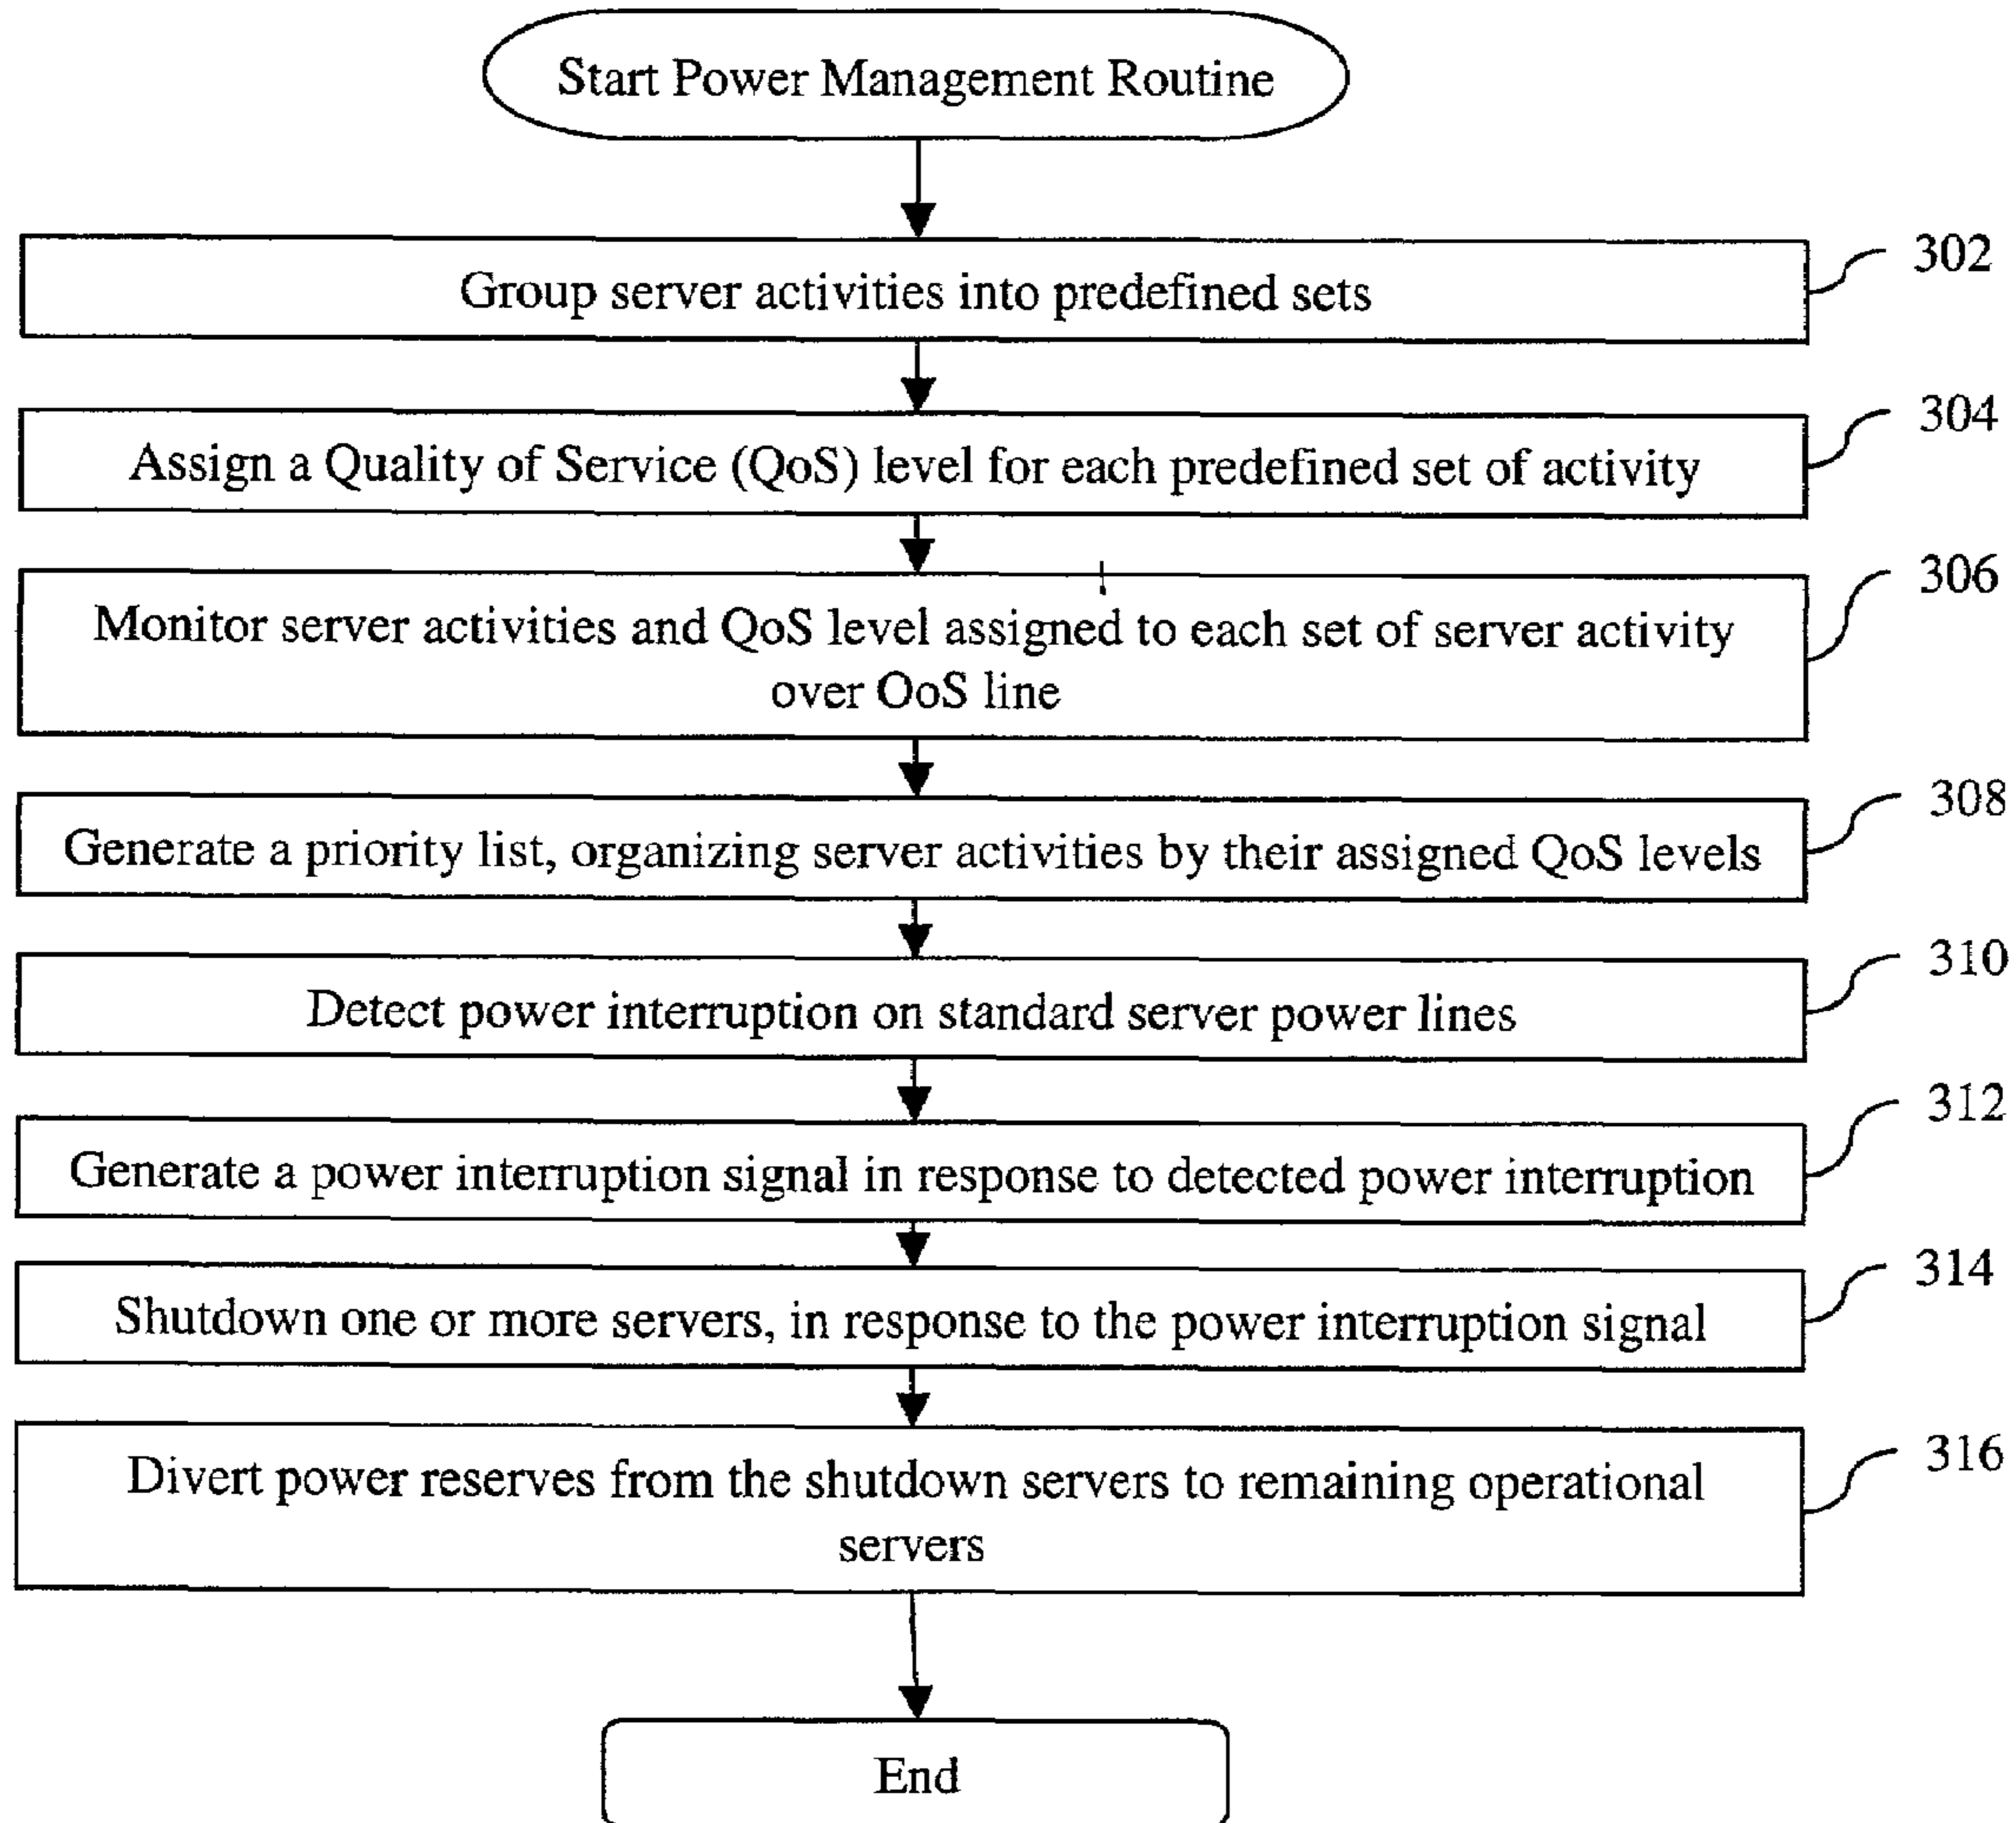 Start Power Management Routine
302
Group server activities into predefined sets
304
Assign a Quality of Service (QoS) level for each predefined set of activity
306
Monitor server activities and QoS level assigned to each set of server activity
over OoS line
308
Generate a priority list, organizing server activities by their assigned QoS levels
310
Detect power interruption on standard server power lines
312
Generate a power interruption signal in response to detected power interruption
314
Shutdown one or more servers, in response to the power interruption signal
316
Divert power reserves from the shutdown servers to remaining operational
servers
End